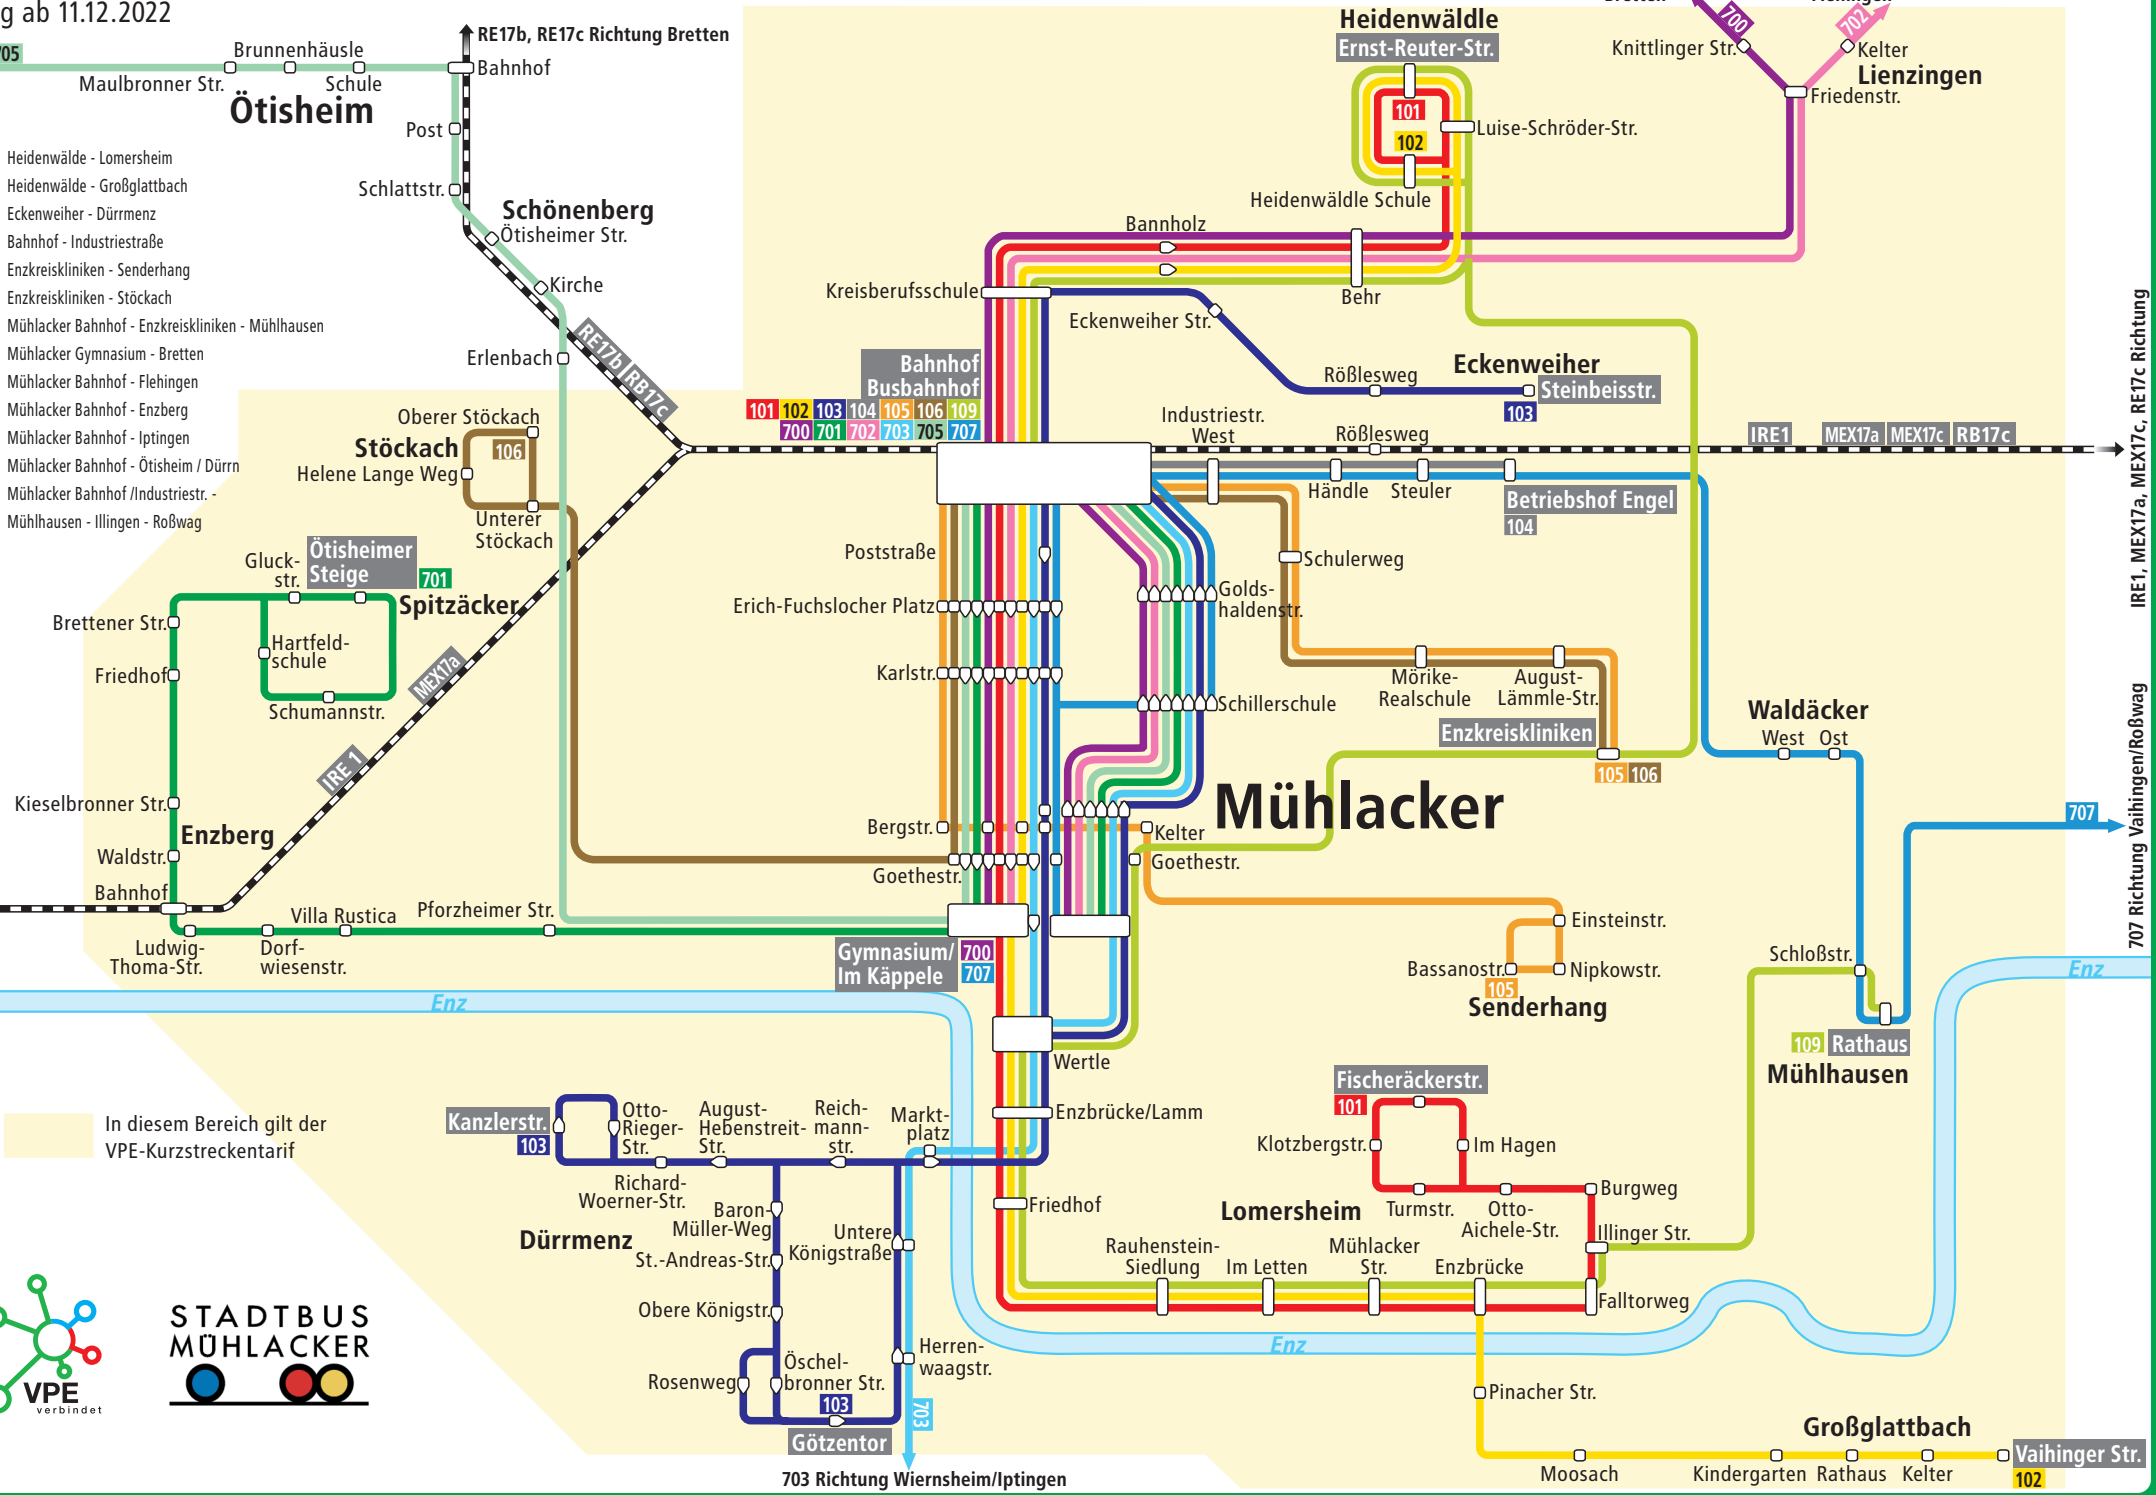 g ab 11.12.2022
705
Brunnenhäusle
Maulbronner Str.
Schule
Ötisheim
RE17b, RE17c Richtung Bretten
Bahnhof
Post
Schlattstr.
Schönenberg
Ötisheimer Str.
Kirche
Erlenbach
RE17b
RB17c
Heidenwälde - Lomersheim
Heidenwälde - Großglattbach
Eckenweiher - Dürrmenz
Bahnhof - Industriestraße
Enzkreiskliniken - Senderhang
Enzkreiskliniken - Stöckach
Mühlacker Bahnhof - Enzkreiskliniken - Mühlhausen
Mühlacker Gymnasium - Bretten
Mühlacker Bahnhof - Flehingen
Mühlacker Bahnhof - Enzberg
Mühlacker Bahnhof - Iptingen
Mühlacker Bahnhof - Ötisheim / Dürrn
Mühlacker Bahnhof /Industriestr. -
Mühlhausen - Illingen - Roßwag
Heidenwäldle
Ernst-Reuter-Str.
101
102
Luise-Schröder-Str.
Heidenwäldle Schule
Bannholz
Behr
700
702
Knittlinger Str.
Kelter
Lienzingen
Friedenstr.
Kreisberufsschule
Eckenweiher Str.
Rößlesweg
Eckenweiher
Steinbeisstr.
103
Bahnhof
Busbahnhof
101 102 103 104 105 106 109
700 701 702 703 705 707
Industriestr.
West
Rößlesweg
IRE1
MEX17a
MEX17c
RB17c
IRE1, MEX17a, MEX17c, RE17c Richtung
Händle
Steuler
Betriebshof Engel
104
Oberer Stöckach
Stöckach
106
Helene Lange Weg
Unterer
Stöckach
Gluck-
str.
Ötisheimer
Steige
701
Spitzäcker
Brettener Str.
Hartfeld-
schule
Friedhof
Schumannstr.
MEX17a
IRE 1
Kieselbronner Str.
Enzberg
Waldstr.
Bahnhof
Villa Rustica
Pforzheimer Str.
Ludwig-
Thoma-Str.
Dorf-
wiesenstr.
Poststraße
Erich-Fuchslocher Platz
Karlstr.
Golds-
haldenstr.
Schillerschule
Schulerweg
Mörike-
Realschule
August-
Lämmle-Str.
Enzkreiskliniken
105 106
Mühlacker
Bergstr.
Kelter
Goethestr.
Goethestr.
Waldäcker
West
Ost
707
707 Richtung Vaihingen/Roßwag
Gymnasium/
Im Käppele
700
707
Einsteinstr.
Bassanostr.
Nipkowstr.
105
Senderhang
Schloßstr.
Enz
Enz
109
Rathaus
Mühlhausen
Wertle
Enzbrücke/Lamm
In diesem Bereich gilt der
VPE-Kurzstreckentarif
Kanzlerstr.
103
Otto-
Rieger-
Str.
August-
Hebenstreit-
Str.
Reich-
mann-
str.
Markt-
platz
Richard-
Woerner-Str.
Baron-
Müller-Weg
Dürrmenz
St.-Andreas-Str.
Untere
Königstraße
Obere Königstr.
Rosenweg
Öschel-
bronner Str.
103
Götzentor
Herren-
waagstr.
703
703 Richtung Wiernsheim/Iptingen
Friedhof
Fischeräckerstr.
101
Klotzbergstr.
Im Hagen
Lomersheim
Turmstr.
Otto-
Aichele-Str.
Burgweg
Illinger Str.
Rauhenstein-
Siedlung
Im Letten
Mühlacker
Str.
Enzbrücke
Falltorweg
Enz
Pinacher Str.
Großglattbach
Moosach
Kindergarten
Rathaus
Kelter
Vaihinger Str.
102
VPE
verbindet
STADTBUS
MÜHLACKER